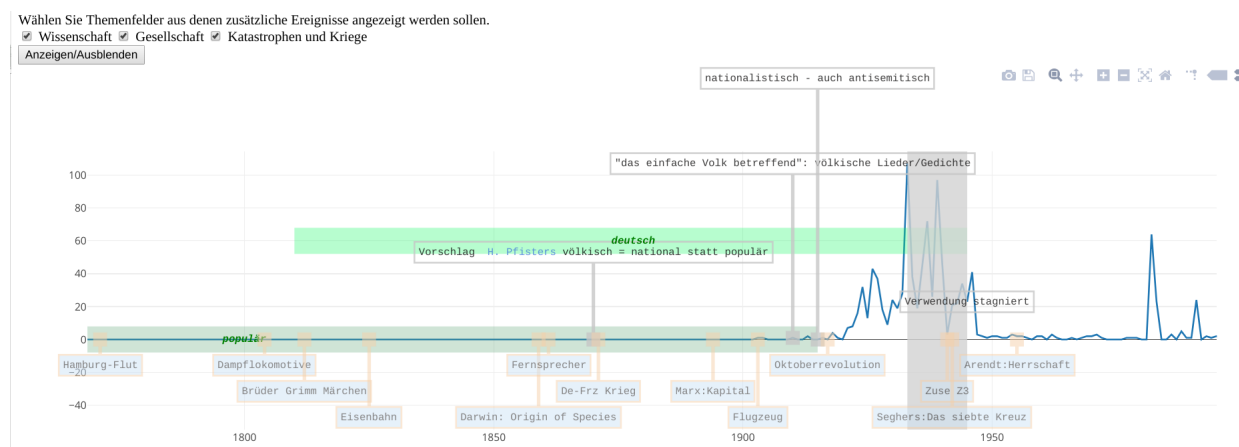 Wählen Sie Themenfelder aus denen zusätzliche Ereignisse angezeigt werden sollen.
Wissenschaft Gesellschaft Katastrophen und Kriege
Anzeigen/Ausblenden
nationalistisch - auch antisemitisch
"das einfache Volk betreffend": völkische Lieder/Gedichte
100
80
60
deutsch
Vorschlag H. Pfisters völkisch = national statt populär
40
20
Verwendung stagniert
0
populär
Hamburg-Flut Dampflokomotive Fernsprecher Oktoberrevolution Arendt:Herrschaft
−20
Brüder Grimm Märchen De-Frz Krieg Marx:Kapital Zuse Z3
−40
Eisenbahn Darwin: Origin of Species Flugzeug Seghers:Das siebte Kreuz
1800 1850 1900 1950